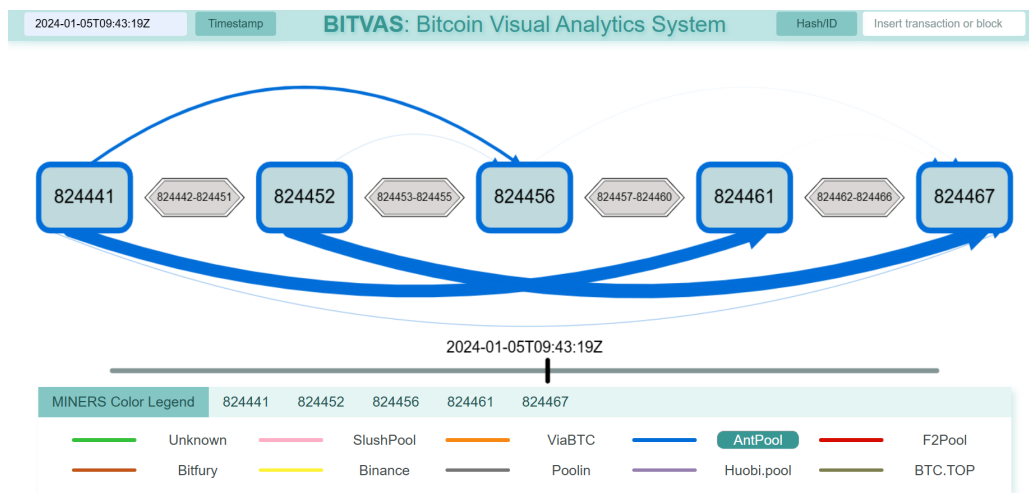 2024-01-05T09:43:19Z Timestamp BITVAS: Bitcoin Visual Analytics System Hash/ID Insert transaction or block
824441 824442-824451 824452 824453-824455 824456 824457-824460 824461 824462-824466 824467
2024-01-05T09:43:19Z
MINERS Color Legend 824441 824452 824456 824461 824467
Unknown SlushPool ViaBTC AntPool F2Pool
Bitfury Binance Poolin Huobi.pool BTC.TOP